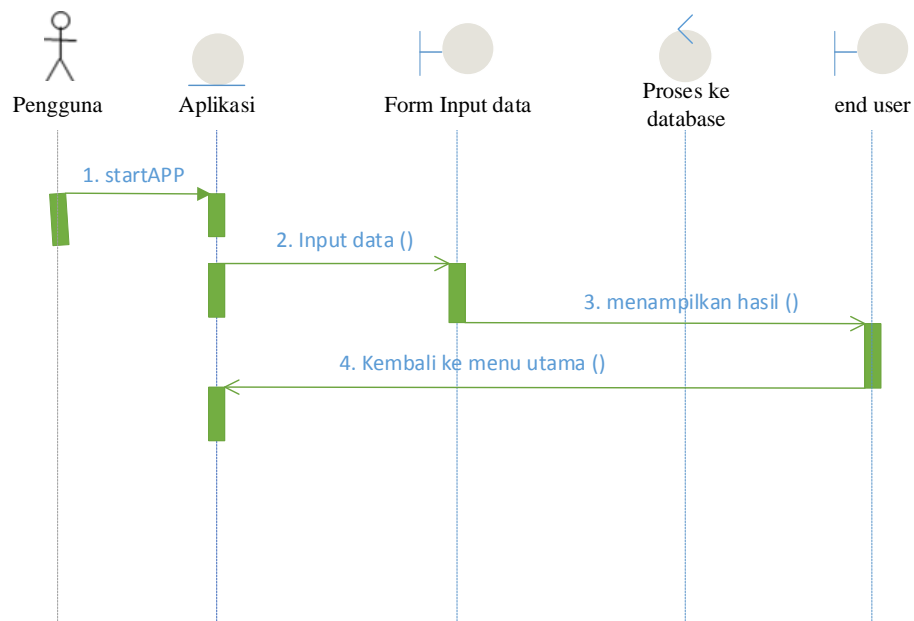 Pengguna
Aplikasi
Form Input data
Proses ke
database
end user
1. startAPP
2. Input data ()
3. menampilkan hasil ()
4. Kembali ke menu utama ()